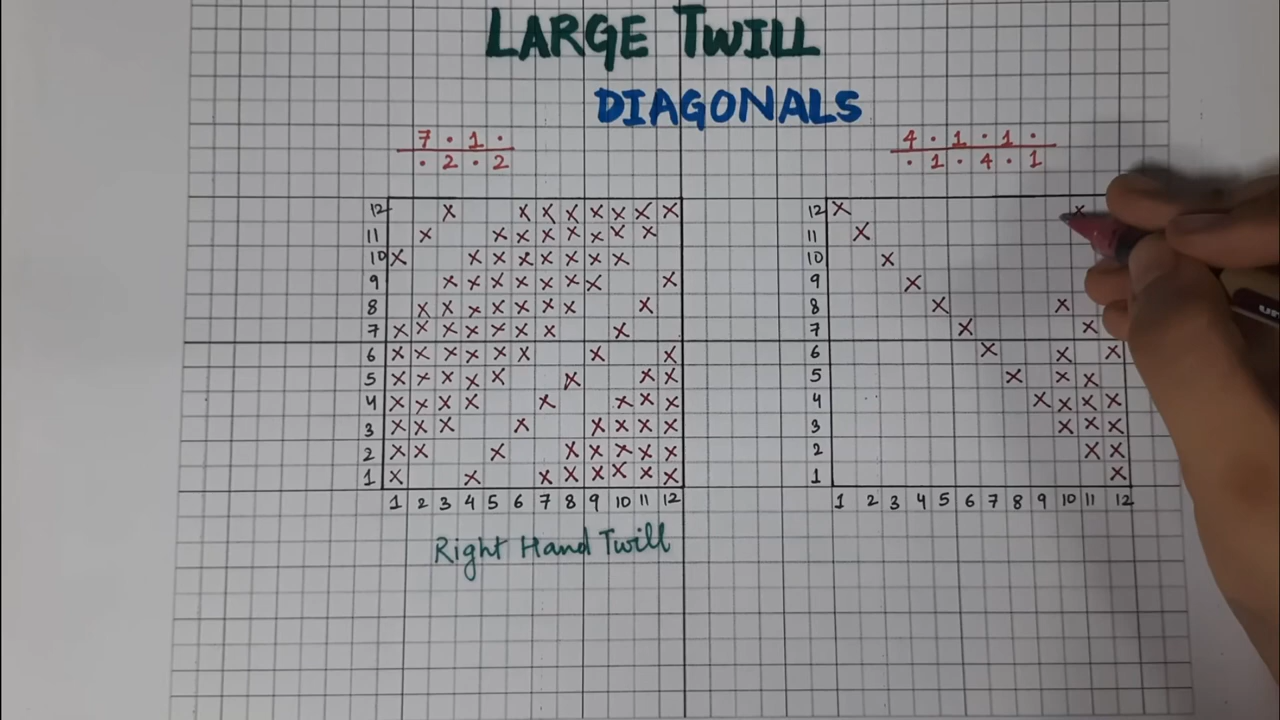 LARGE TWILL
DIAGONALS
7 . 1 .
. 2 . 2
12 X X X X X X X X
11 X X X X X X X X
10 X X X X X X X X
9 X X X X X X X X
8 X X X X X X X X
7 X X X X X X X X
6 X X X X X X X X
5 X X X X X X X X
4 X X X X X X X X
3 X X X X X X X X
2 X X X X X X X X
1 X X X X X X X X
1 2 3 4 5 6 7 8 9 10 11 12
Right Hand Twill
4 . 1 . 1 .
. 1 . 4 . 1
12 X X
11 X
10 X
9 X
8 X X
7 X X
6 X X X
5 X X X
4 X X X X
3 X X X
2 X X
1 X
1 2 3 4 5 6 7 8 9 10 11 12